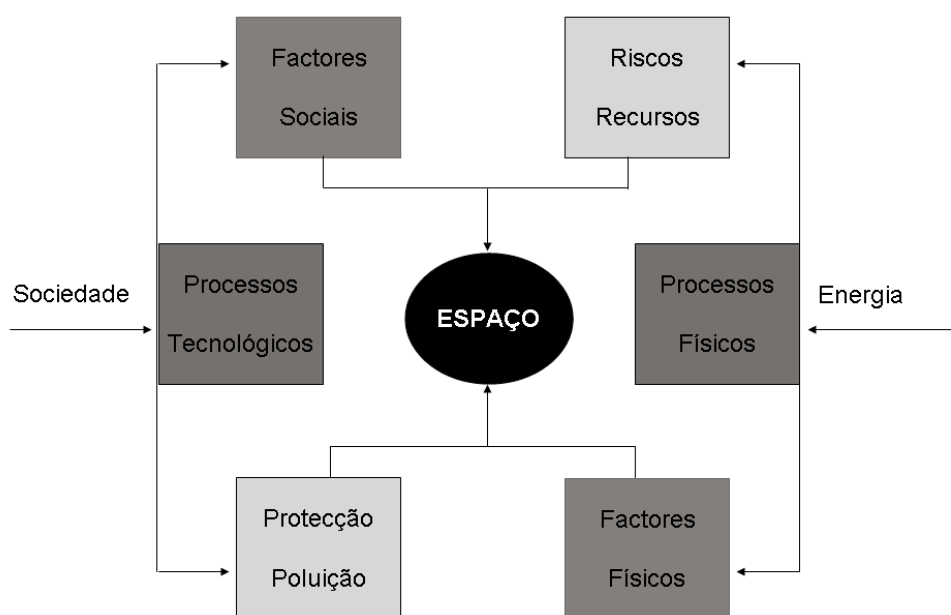 Factores
Sociais
Riscos
Recursos
Sociedade
Processos
Tecnológicos
ESPAÇO
Processos
Físicos
Energia
Protecção
Poluição
Factores
Físicos